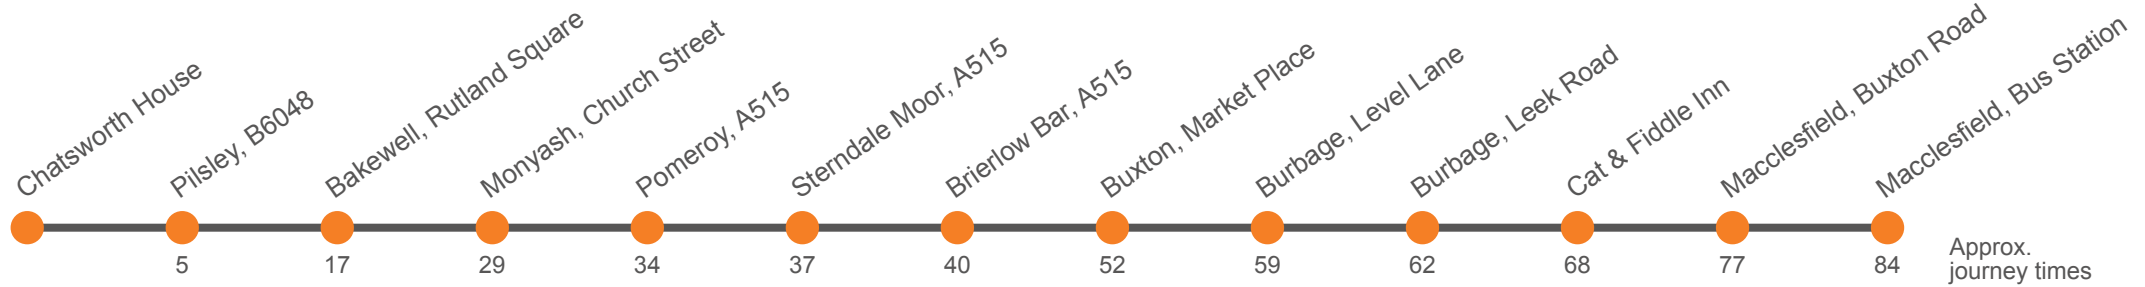 Chatsworth House
Pilsley, B6048
Bakewell, Rutland Square
Monyash, Church Street
Pomeroy, A515
Sterndale Moor, A515
Brierlow Bar, A515
Buxton, Market Place
Burbage, Level Lane
Burbage, Leek Road
Cat & Fiddle Inn
Macclesfield, Buxton Road
Macclesfield, Bus Station
5
17
29
34
37
40
52
59
62
68
77
84
Approx.
journey times